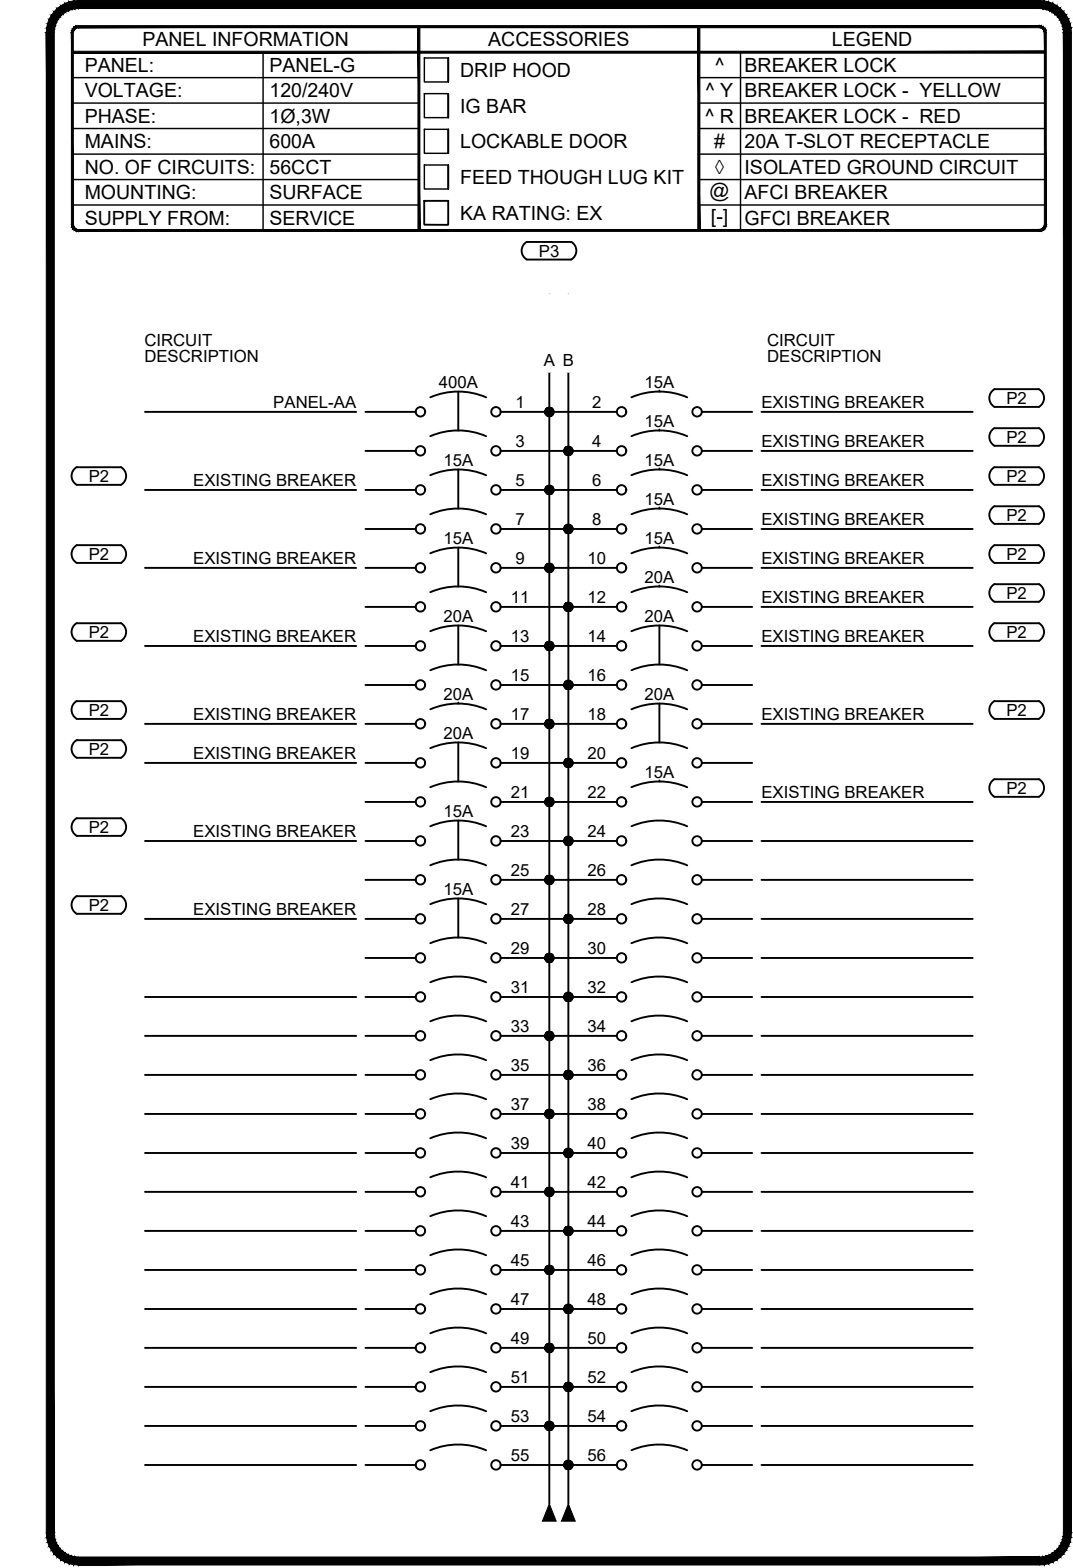 PANEL INFORMATION ACCESSORIES LEGEND
PANEL: PANEL-G DRIP HOOD ^ BREAKER LOCK
VOLTAGE: 120/240V IG BAR ^ Y BREAKER LOCK - YELLOW
PHASE: 1Ø,3W ^ R BREAKER LOCK - RED
MAINS: 600A LOCKABLE DOOR # 20A T-SLOT RECEPTACLE
NO. OF CIRCUITS: 56CCT FEED THOUGH LUG KIT ◊ ISOLATED GROUND CIRCUIT
MOUNTING: SURFACE @ AFCI BREAKER
SUPPLY FROM: SERVICE KA RATING: EX [-] GFCI BREAKER
P3
CIRCUIT CIRCUIT
DESCRIPTION DESCRIPTION
A B
400A 15A
PANEL-AA 1 2 EXISTING BREAKER P2
15A
3 4 EXISTING BREAKER P2
15A 15A
P2 EXISTING BREAKER 5 6 EXISTING BREAKER P2
15A
7 8 EXISTING BREAKER P2
15A 15A
P2 EXISTING BREAKER 9 10 EXISTING BREAKER P2
20A
11 12 EXISTING BREAKER P2
20A 20A
P2 EXISTING BREAKER 13 14 EXISTING BREAKER P2
15 16
20A 20A
P2 EXISTING BREAKER 17 18 EXISTING BREAKER P2
20A
P2 EXISTING BREAKER 19 20
15A
21 22 EXISTING BREAKER P2
15A
P2 EXISTING BREAKER 23 24
25 26
15A
P2 EXISTING BREAKER 27 28
29 30
31 32
33 34
35 36
37 38
39 40
41 42
43 44
45 46
47 48
49 50
51 52
53 54
55 56